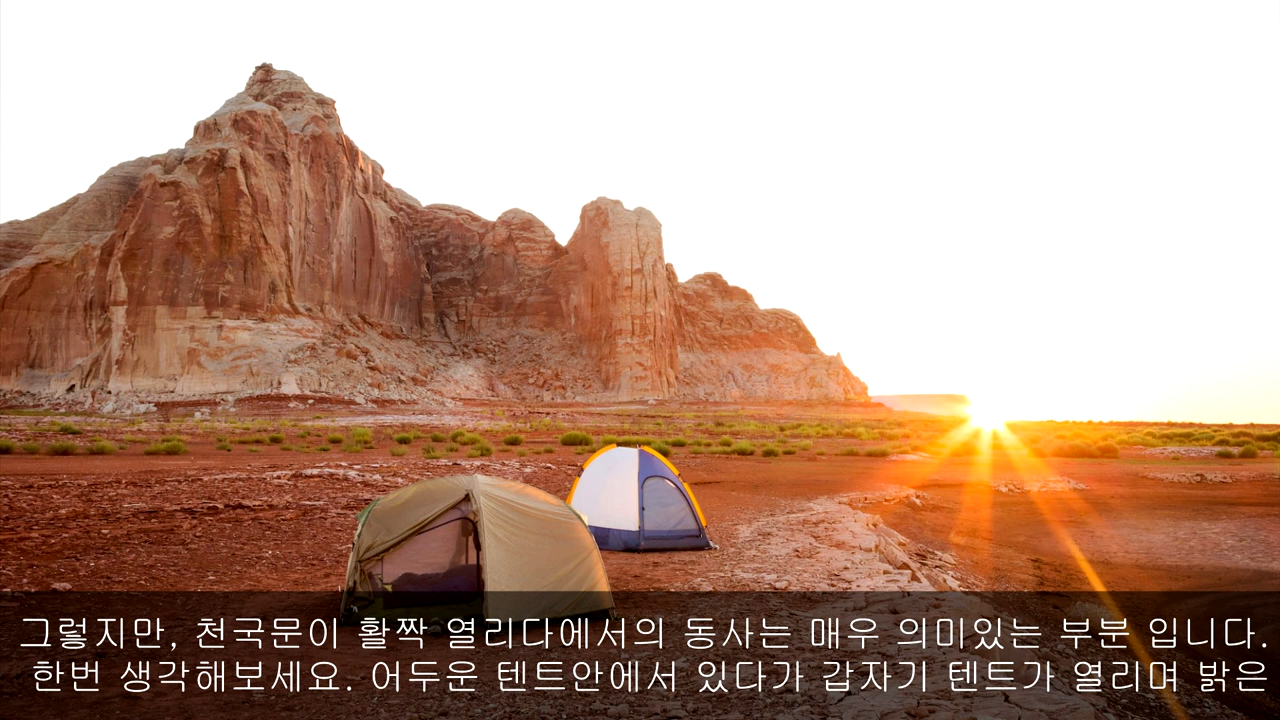 그렇지만, 천국문이 활짝 열리다에서의 동사는 매우 의미있는 부분 입니다.
한번 생각해보세요. 어두운 텐트안에서 있다가 갑자기 텐트가 열리며 밝은